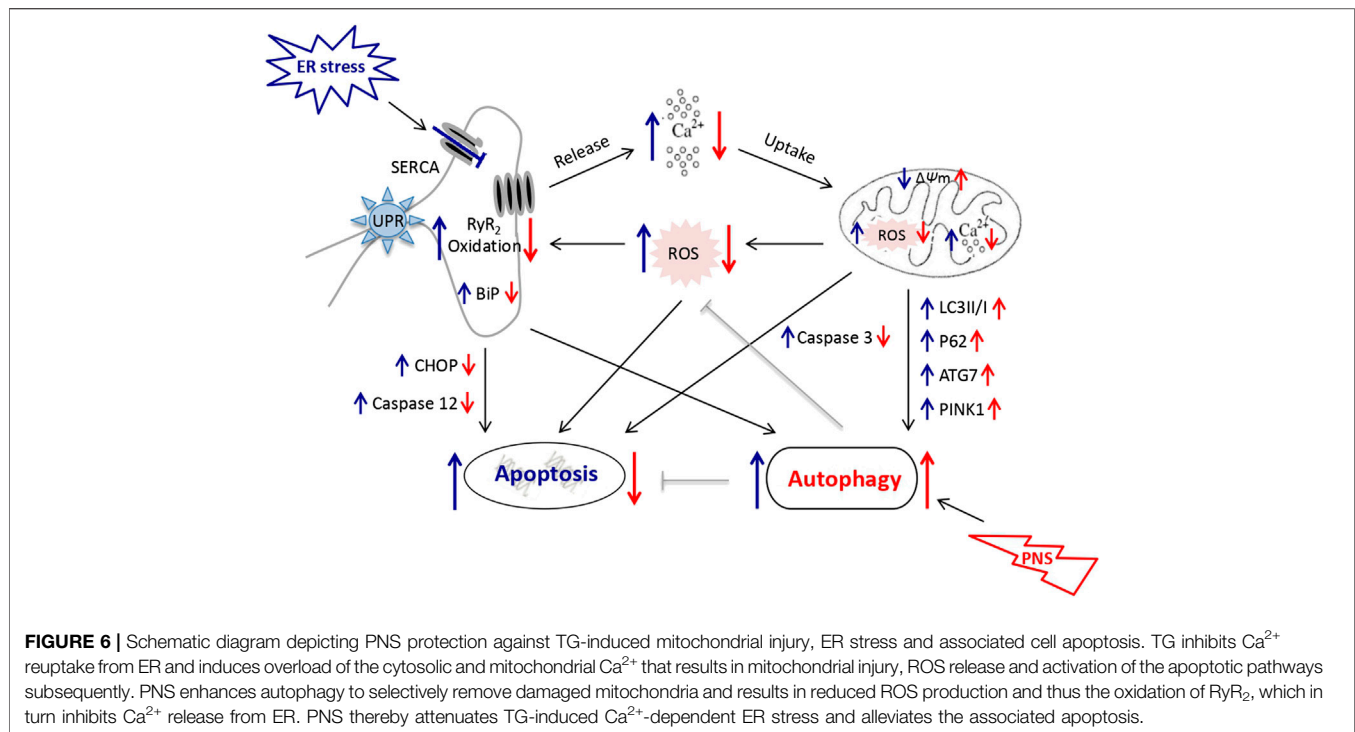 ER stress
SERCA
UPR
RyR₂
Oxidation
BiP
Release
Ca²⁺
Uptake
ΔΨm
ROS
Ca²⁺
ROS
CHOP
Caspase 12
Caspase 3
LC3II/I
P62
ATG7
PINK1
Apoptosis
Autophagy
PNS
FIGURE 6 | Schematic diagram depicting PNS protection against TG-induced mitochondrial injury, ER stress and associated cell apoptosis. TG inhibits Ca²⁺
reuptake from ER and induces overload of the cytosolic and mitochondrial Ca²⁺ that results in mitochondrial injury, ROS release and activation of the apoptotic pathways
subsequently. PNS enhances autophagy to selectively remove damaged mitochondria and results in reduced ROS production and thus the oxidation of RyR₂, which in
turn inhibits Ca²⁺ release from ER. PNS thereby attenuates TG-induced Ca²⁺-dependent ER stress and alleviates the associated apoptosis.